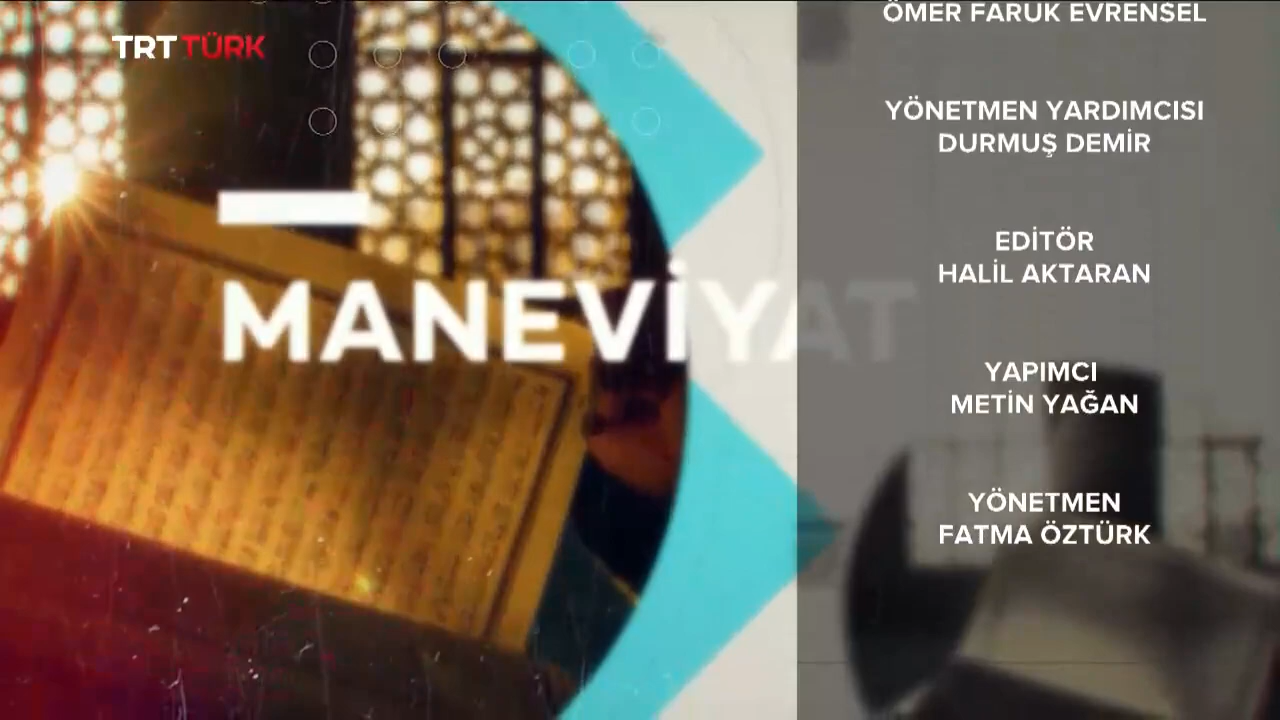 TRT TÜRK
MANEVİYAT
ÖMER FARUK EVRENSEL
YÖNETMEN YARDIMCISI
DURMUŞ DEMİR
EDİTÖR
HALİL AKTARAN
YAPIMCI
METİN YAĞAN
YÖNETMEN
FATMA ÖZTÜRK